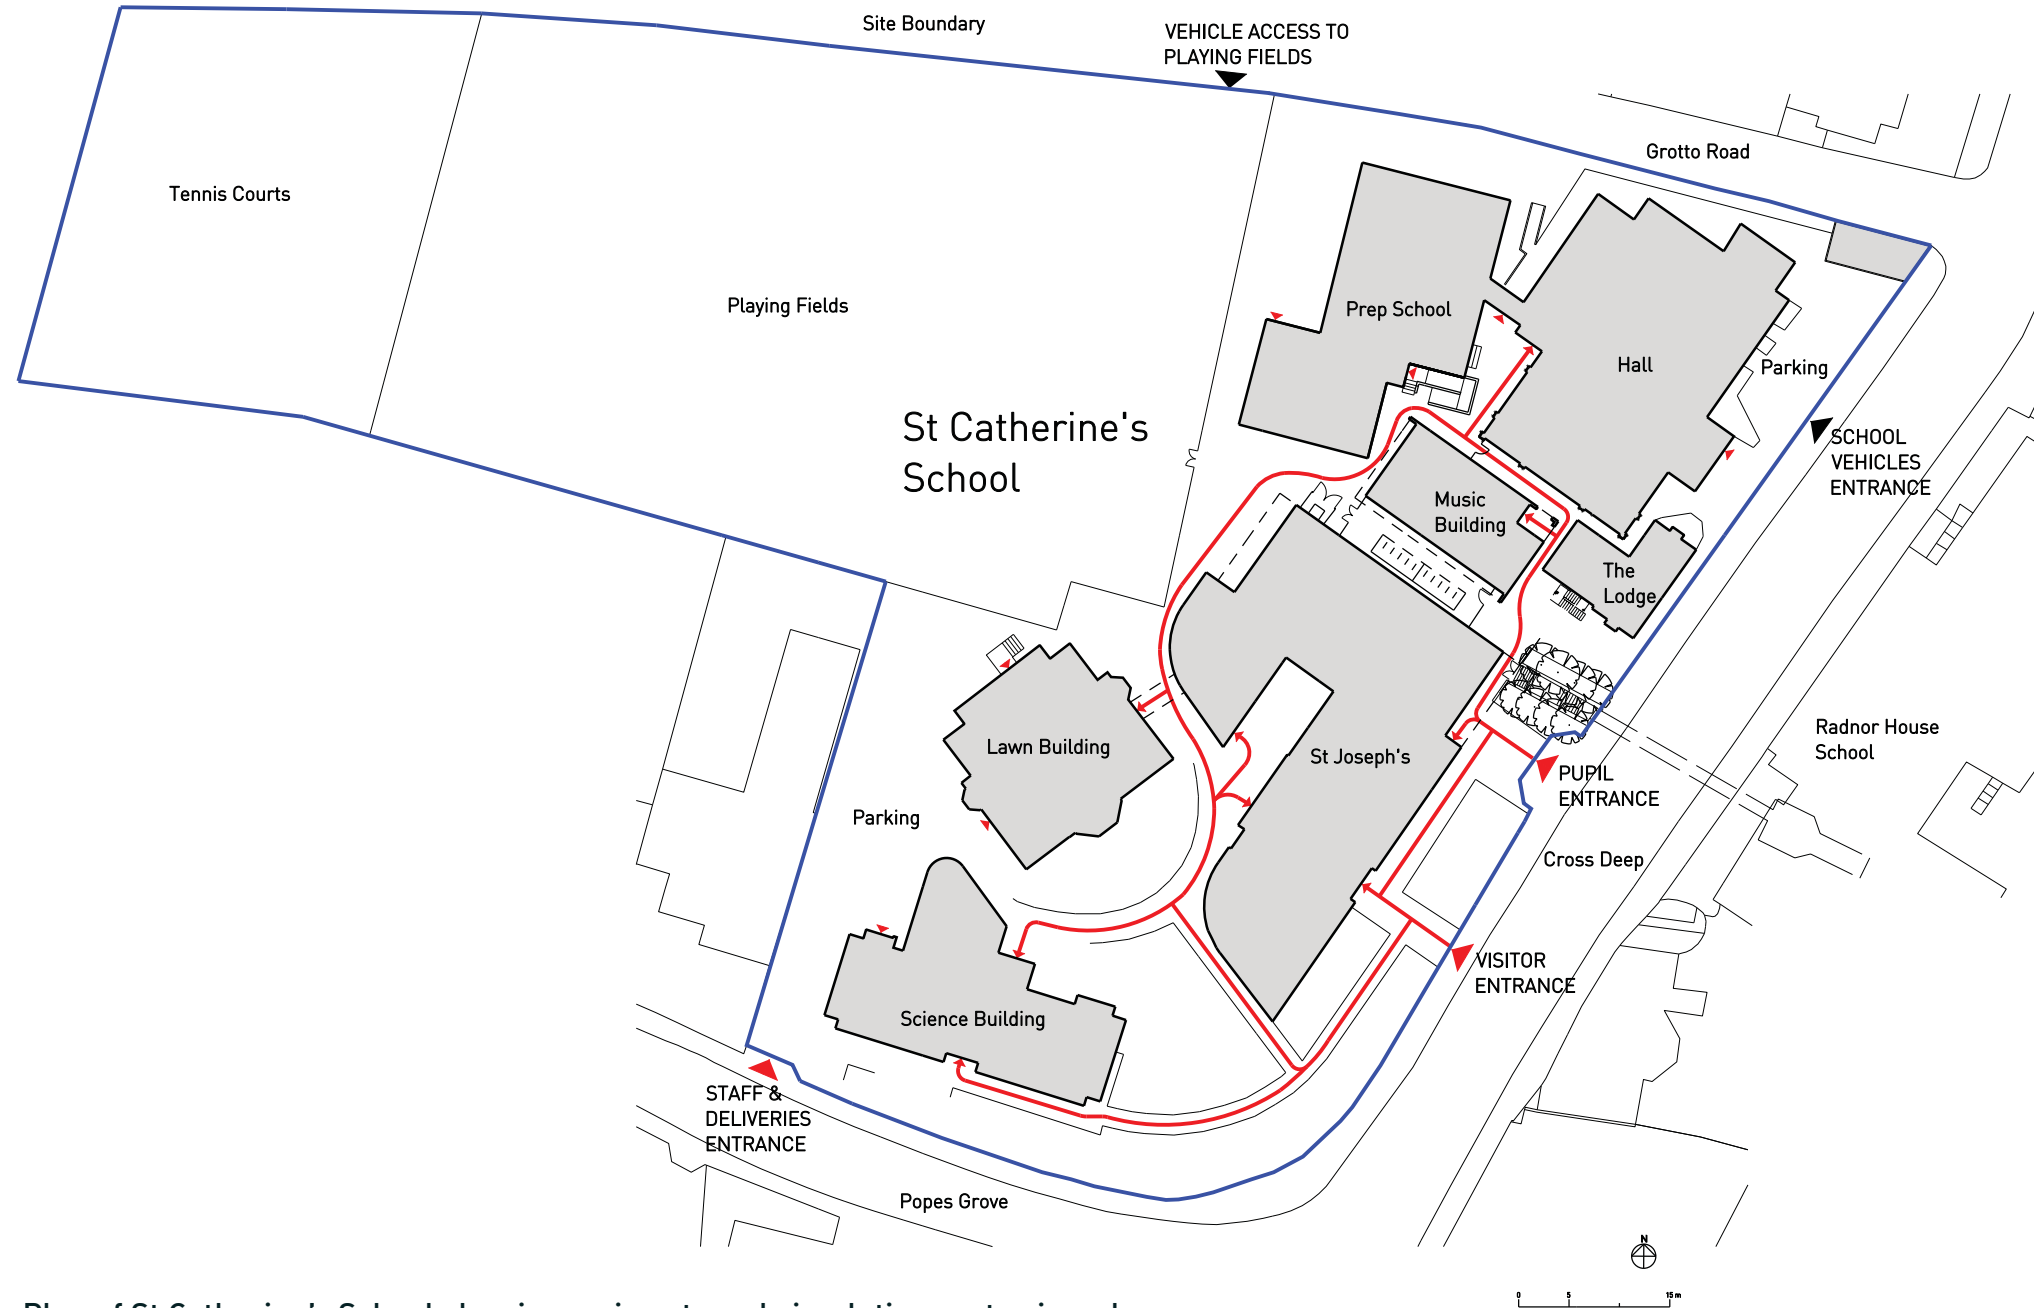 Site Boundary
VEHICLE ACCESS TO
PLAYING FIELDS
Grotto Road
Tennis Courts
Playing Fields
Prep School
Hall
Parking
St Catherine's
School
SCHOOL
VEHICLES
ENTRANCE
Music
Building
The
Lodge
Lawn Building
St Joseph's
Radnor House
School
PUPIL
ENTRANCE
Parking
Cross Deep
VISITOR
ENTRANCE
Science Building
STAFF &
DELIVERIES
ENTRANCE
Popes Grove
N
0 5 15m